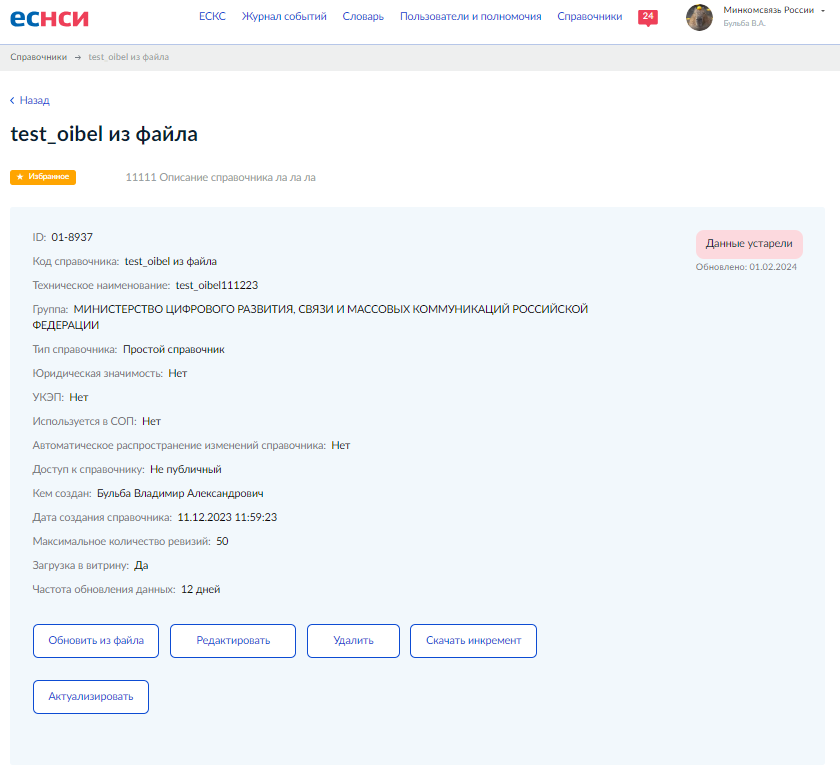 есНСИ
ЕСКС Журнал событий Словарь Пользователи и полномочия Справочники 24 Минкомсвязь России
Бульба В.А.
Справочники → test_oibel из файла
Назад
test_oibel из файла
★ Избранное 11111 Описание справочника ла ла ла
ID: 01-8937
Данные устарели
Код справочника: test_oibel из файла
Обновлено: 01.02.2024
Техническое наименование: test_oibel111223
Группа: МИНИСТЕРСТВО ЦИФРОВОГО РАЗВИТИЯ, СВЯЗИ И МАССОВЫХ КОММУНИКАЦИЙ РОССИЙСКОЙ
ФЕДЕРАЦИИ
Тип справочника: Простой справочник
Юридическая значимость: Нет
УКЭП: Нет
Используется в СОП: Нет
Автоматическое распространение изменений справочника: Нет
Доступ к справочнику: Не публичный
Кем создан: Бульба Владимир Александрович
Дата создания справочника: 11.12.2023 11:59:23
Максимальное количество ревизий: 50
Загрузка в витрину: Да
Частота обновления данных: 12 дней
Обновить из файла Редактировать Удалить Скачать инкремент
Актуализировать